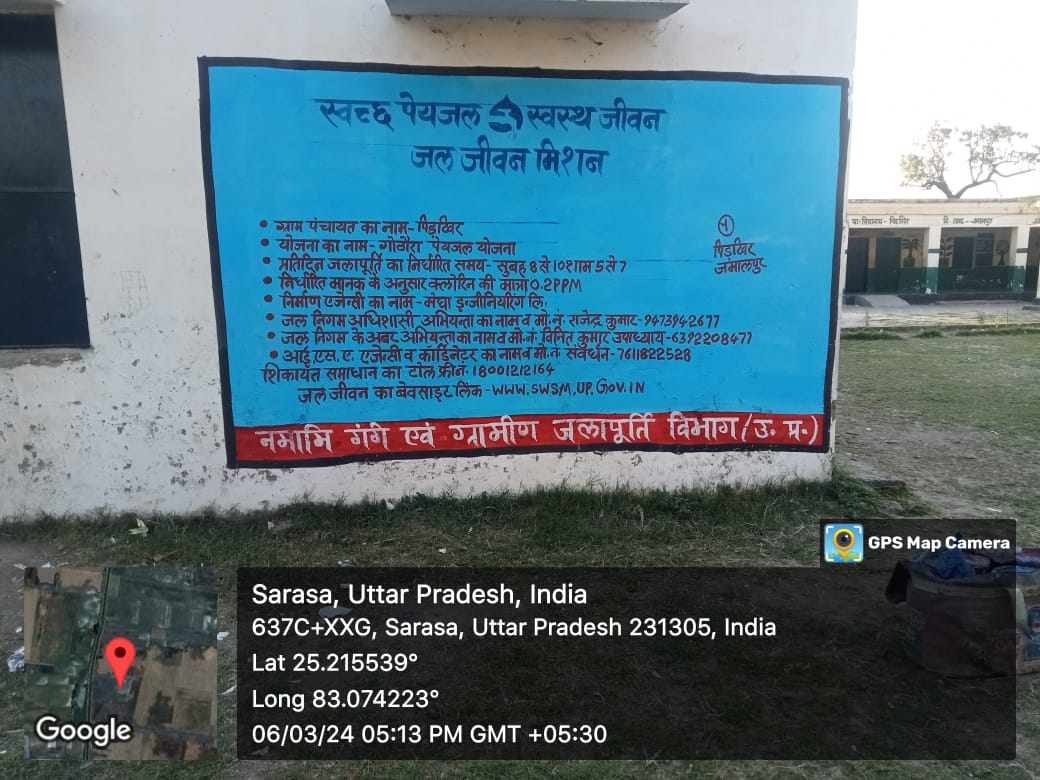 स्वच्छ पेयजल स्वस्थ जीवन
जल जीवन मिशन
• ग्राम पंचायत का नाम- पिड़खिर
• योजना का नाम- गोठौरा पेयजल योजना
• प्रतिदिन जलापूर्ति का निर्धारित समय- सुबह 8 से 10 शाम 5 से 7
• निर्धारित मानक के अनुसार क्लोरिन की मात्रा 0.2PPM
• निर्माण एजेन्सी का नाम- मेघा इन्जीनियरिंग लि.
• जल निगम अधिशासी अभियन्ता का नाम व मो.नं. राजेन्द्र कुमार-9473942677
• जल निगम के अबर अभियन्ता का नाम व मो.नं. विनित कुमार उपाध्याय-6392208477
• आई.एस.ए. एजेन्सी व कार्डिनेटर का नाम व मो.नं. संवर्धन-7611822528
शिकायत समाधान का टोल फ्रीन. 18001212164
जल जीवन का बेवसाइट लिंक-WWW.SWSM,UP.GOV.IN
पिड़खिर
जमालपुर
नमामि गंगे एवं ग्रामीण जलापूर्ति विभाग (उ. प्र.)
GPS Map Camera
Sarasa, Uttar Pradesh, India
637C+XXG, Sarasa, Uttar Pradesh 231305, India
Lat 25.215539°
Long 83.074223°
06/03/24 05:13 PM GMT +05:30
Google